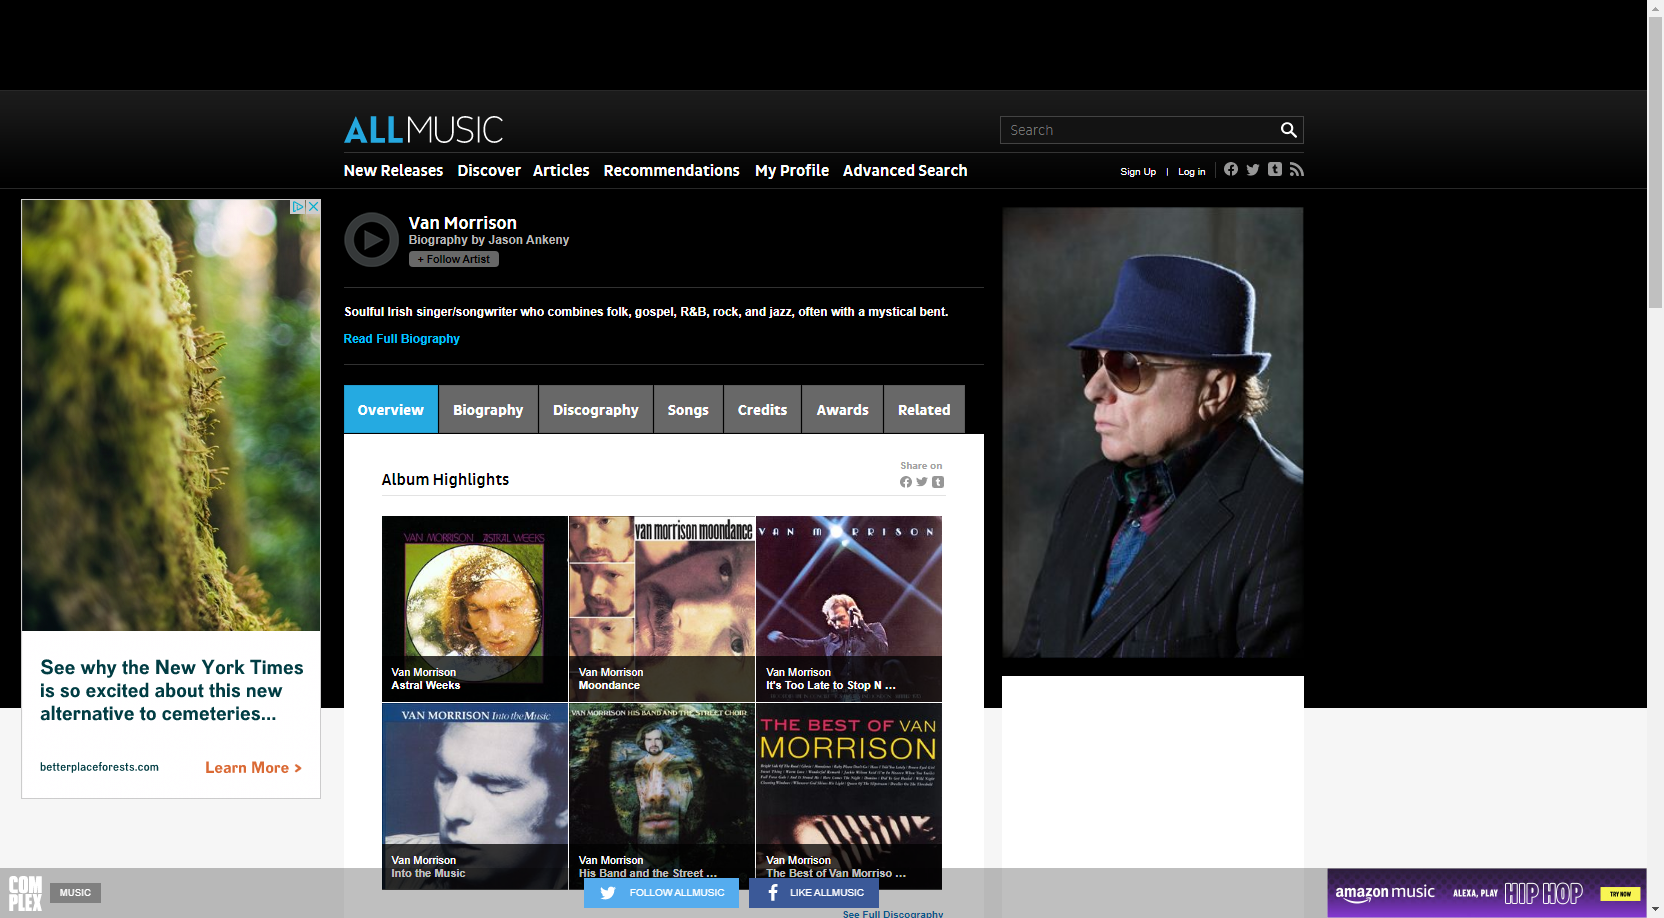 ALLMUSIC
Search
New Releases Discover Articles Recommendations My Profile Advanced Search
Sign Up | Log in
Van Morrison
Biography by Jason Ankeny
+ Follow Artist
Soulful Irish singer/songwriter who combines folk, gospel, R&B, rock, and jazz, often with a mystical bent.
Read Full Biography
Overview Biography Discography Songs Credits Awards Related
Album Highlights
Share on
VAN MORRISON ASTRAL WEEKS
Van Morrison
Astral Weeks
van morrison moondance
Van Morrison
Moondance
VAN MORRISON
Van Morrison
It's Too Late to Stop N ...
VAN MORRISON Into the Music
Van Morrison
Into the Music
VAN MORRISON HIS BAND AND THE STREET CHOIR
Van Morrison
His Band and the Street ...
THE BEST OF VAN
MORRISON
Van Morrison
The Best of Van Morriso ...
See Full Discography
See why the New York Times
is so excited about this new
alternative to cemeteries...
betterplaceforests.com
Learn More >
COM
PLEX
MUSIC
FOLLOW ALLMUSIC
LIKE ALLMUSIC
amazon music
ALEXA, PLAY
HIP HOP
TRY NOW